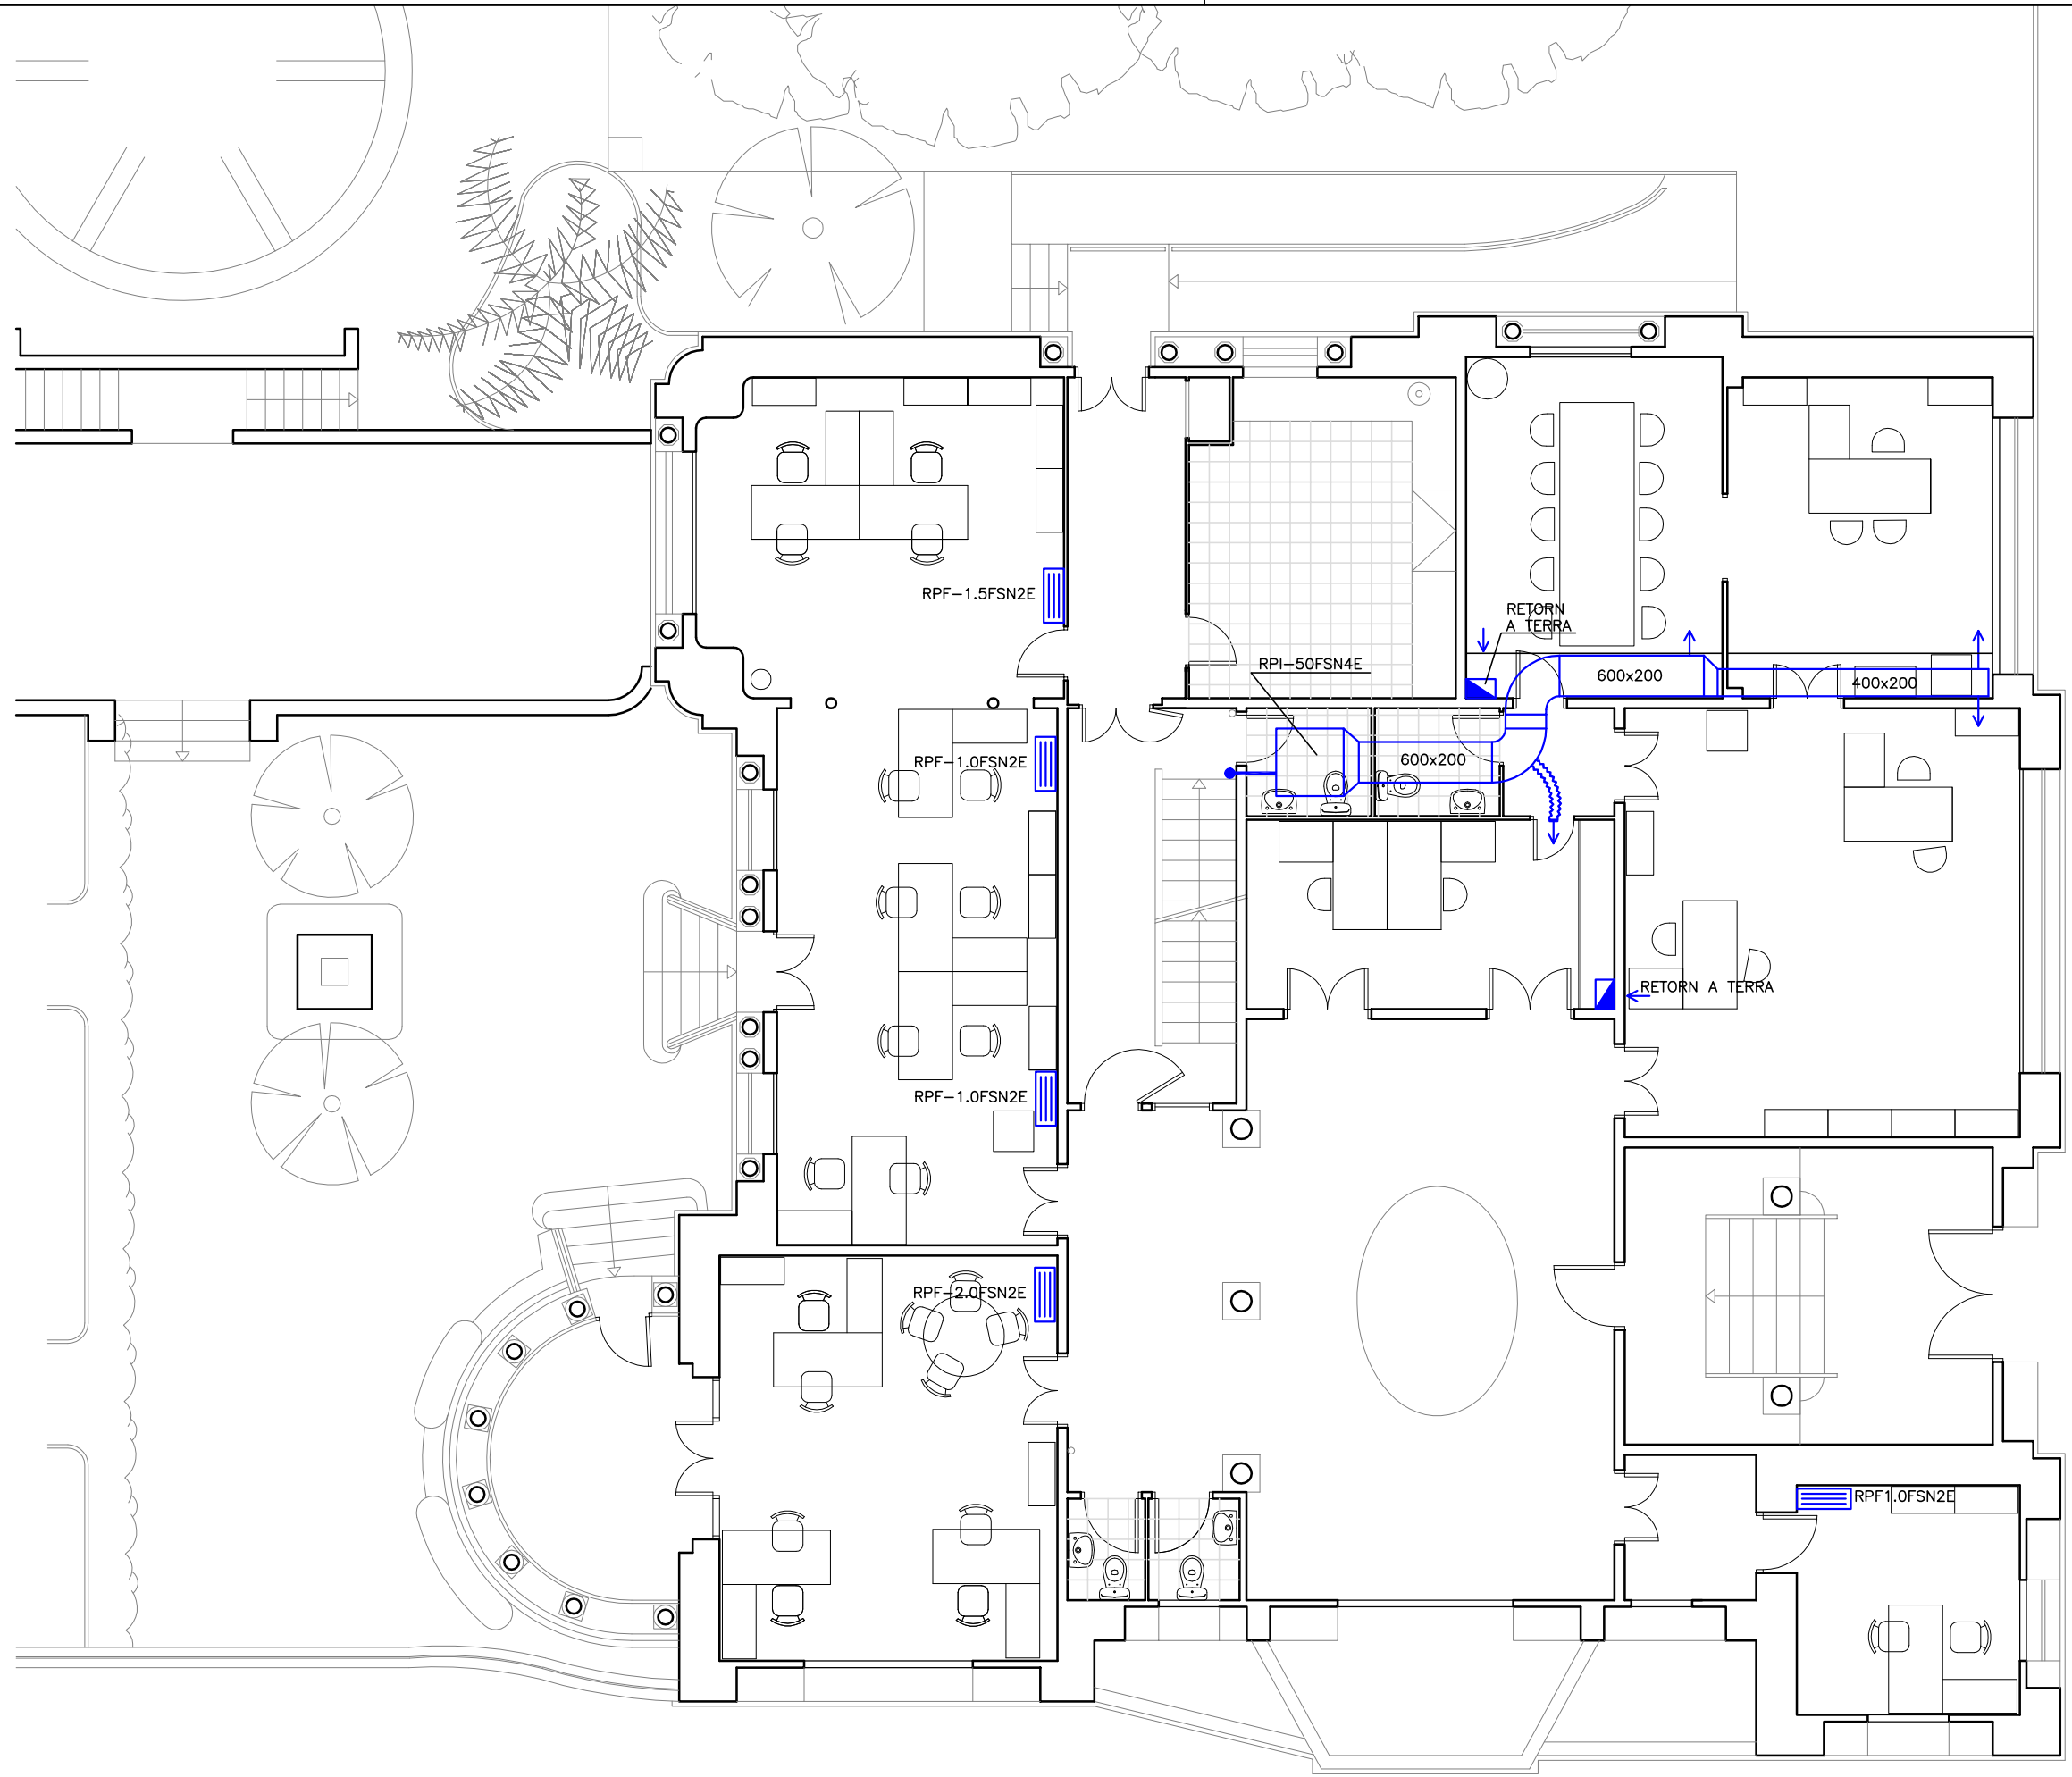 RPF-1.5FSN2E
RETORN
A TERRA
RPI-50FSN4E
600x200
400x200
RPF-1.0FSN2E
600x200
RETORN A TERRA
RPF-1.0FSN2E
RPF-2.0FSN2E
RPF1.0FSN2E